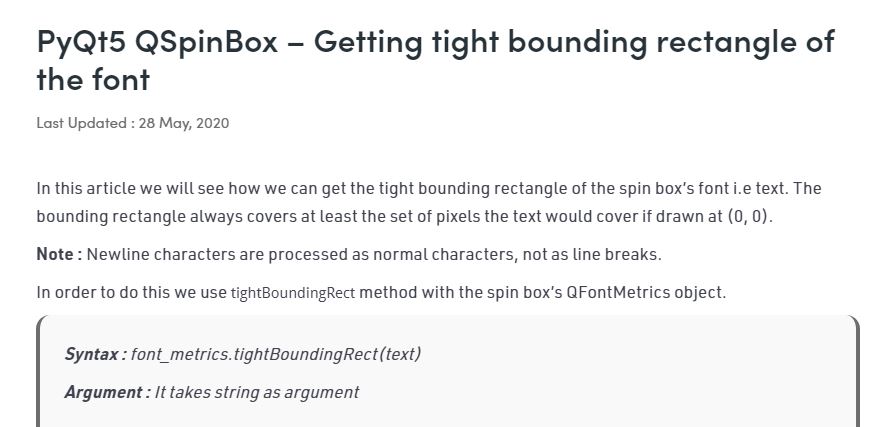 PyQt5 QSpinBox – Getting tight bounding rectangle of
the font
Last Updated : 28 May, 2020
In this article we will see how we can get the tight bounding rectangle of the spin box’s font i.e text. The
bounding rectangle always covers at least the set of pixels the text would cover if drawn at (0, 0).
Note : Newline characters are processed as normal characters, not as line breaks.
In order to do this we use tightBoundingRect method with the spin box’s QFontMetrics object.
Syntax : font_metrics.tightBoundingRect(text)
Argument : It takes string as argument